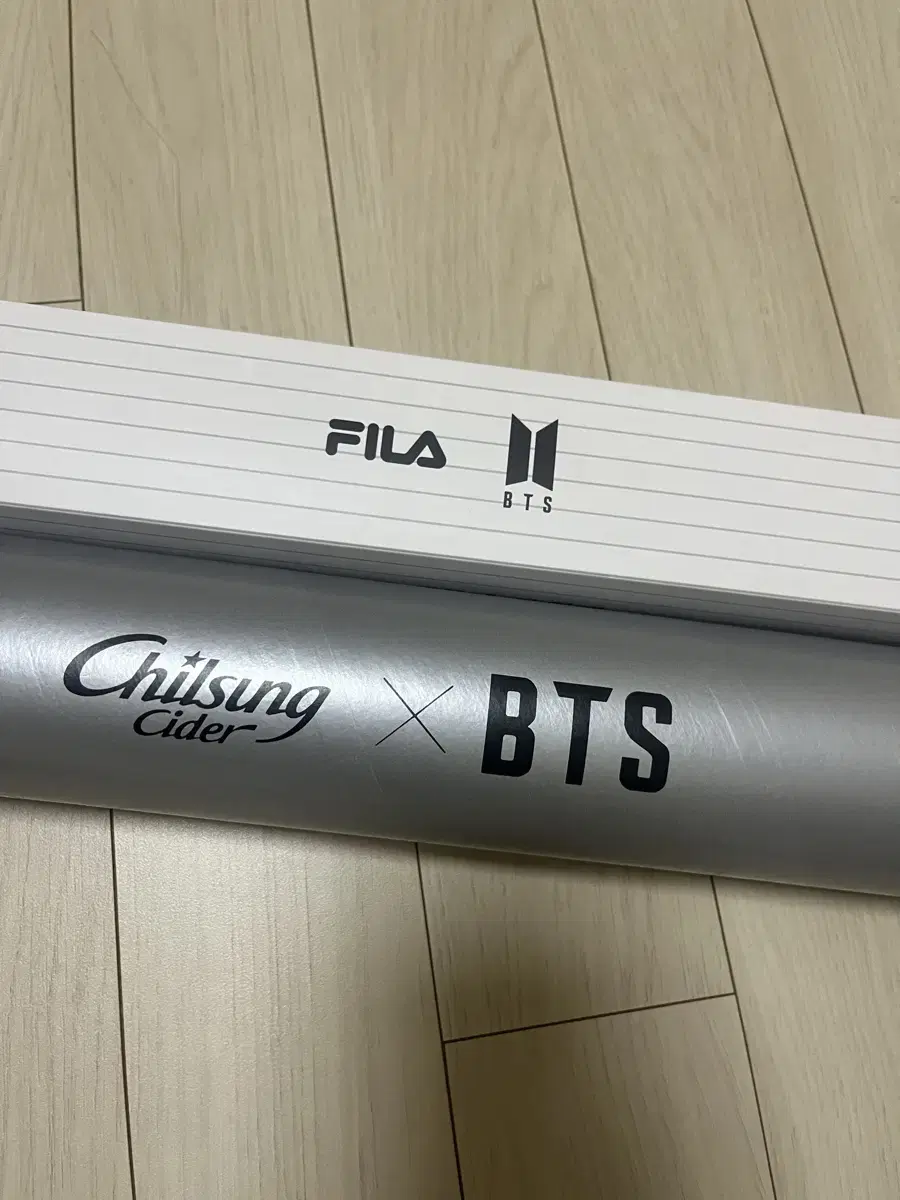 FILA
BTS
Chilsung
Cider
× BTS